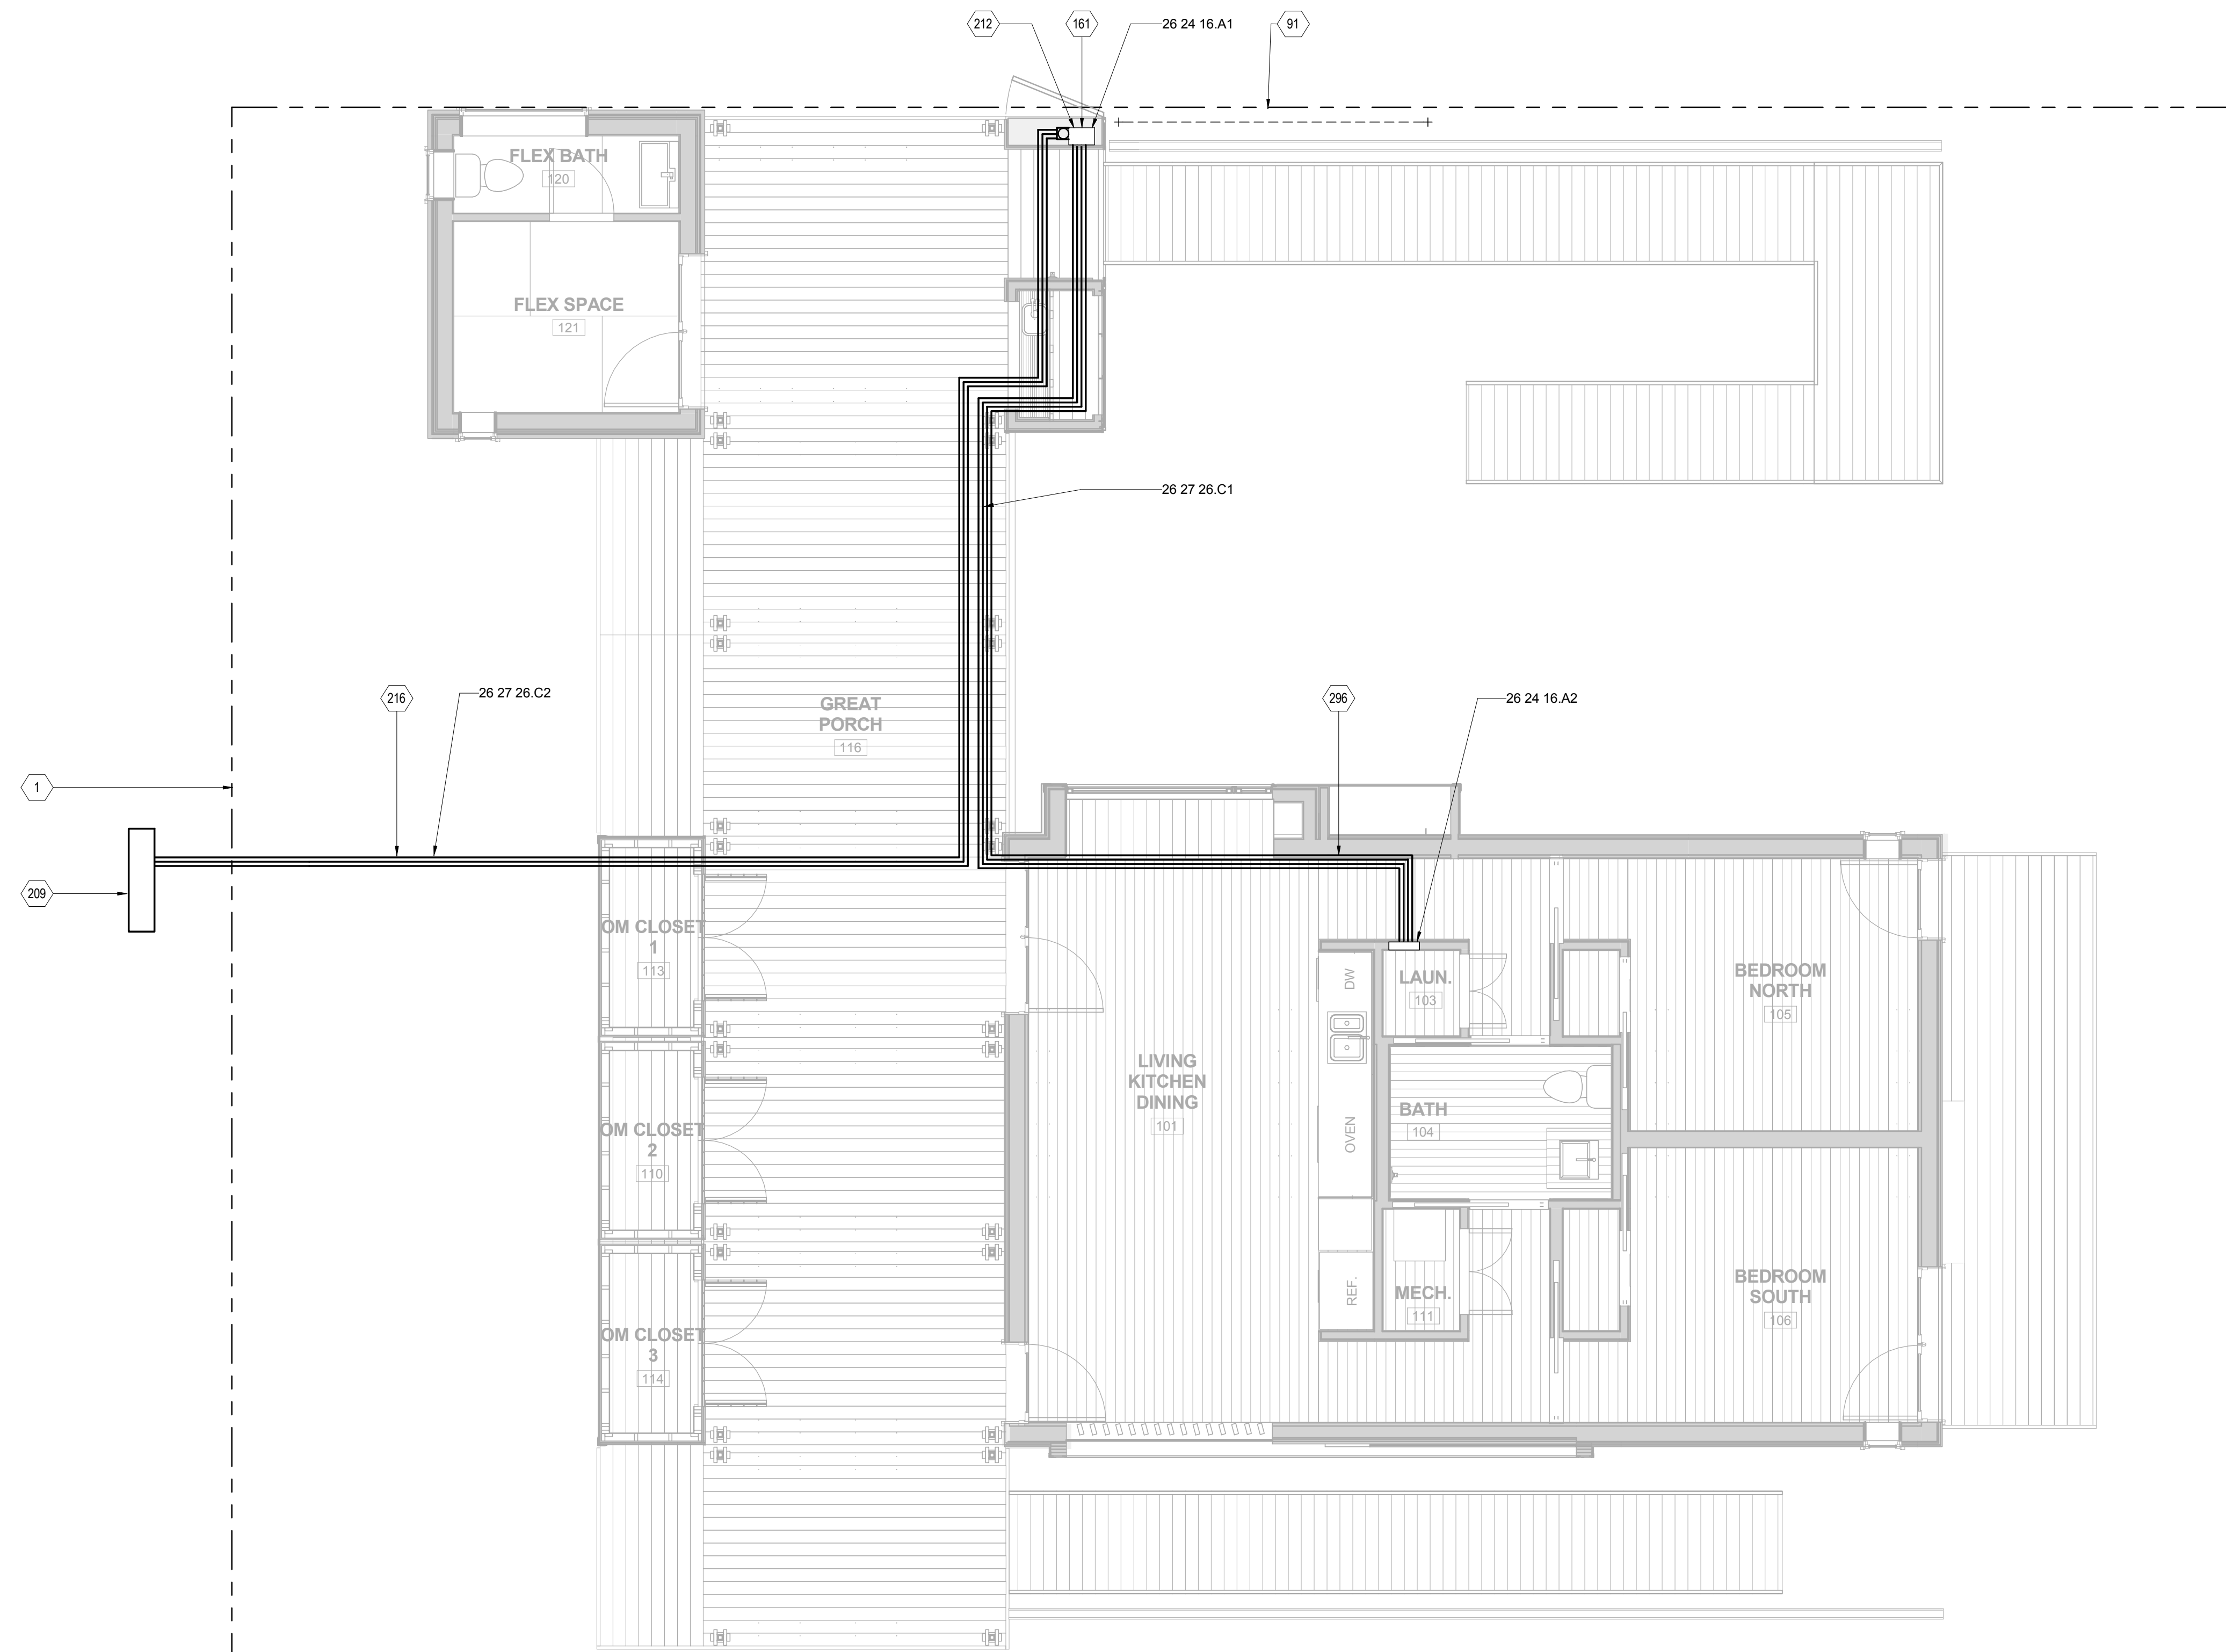 212
161
26 24 16.A1
91
FLEX BATH
120
FLEX SPACE
121
26 27 26.C1
216
26 27 26.C2
GREAT
PORCH
116
296
26 24 16.A2
1
209
OM CLOSET
1
113
DW
LAUN.
103
BEDROOM
NORTH
105
LIVING
KITCHEN
DINING
101
OM CLOSET
2
110
OVEN
BATH
104
REF.
MECH.
111
BEDROOM
SOUTH
106
OM CLOSET
3
114